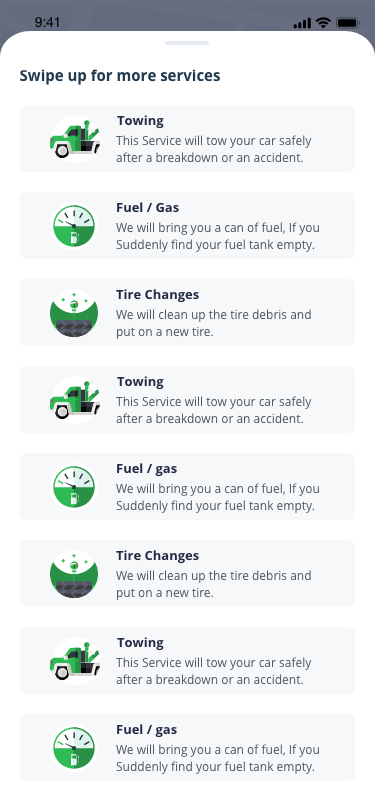 9:41
Swipe up for more services
Towing
This Service will tow your car safely
after a breakdown or an accident.
Fuel / Gas
We will bring you a can of fuel, If you
Suddenly find your fuel tank empty.
Tire Changes
We will clean up the tire debris and
put on a new tire.
Towing
This Service will tow your car safely
after a breakdown or an accident.
Fuel / gas
We will bring you a can of fuel, If you
Suddenly find your fuel tank empty.
Tire Changes
We will clean up the tire debris and
put on a new tire.
Towing
This Service will tow your car safely
after a breakdown or an accident.
Fuel / gas
We will bring you a can of fuel, If you
Suddenly find your fuel tank empty.